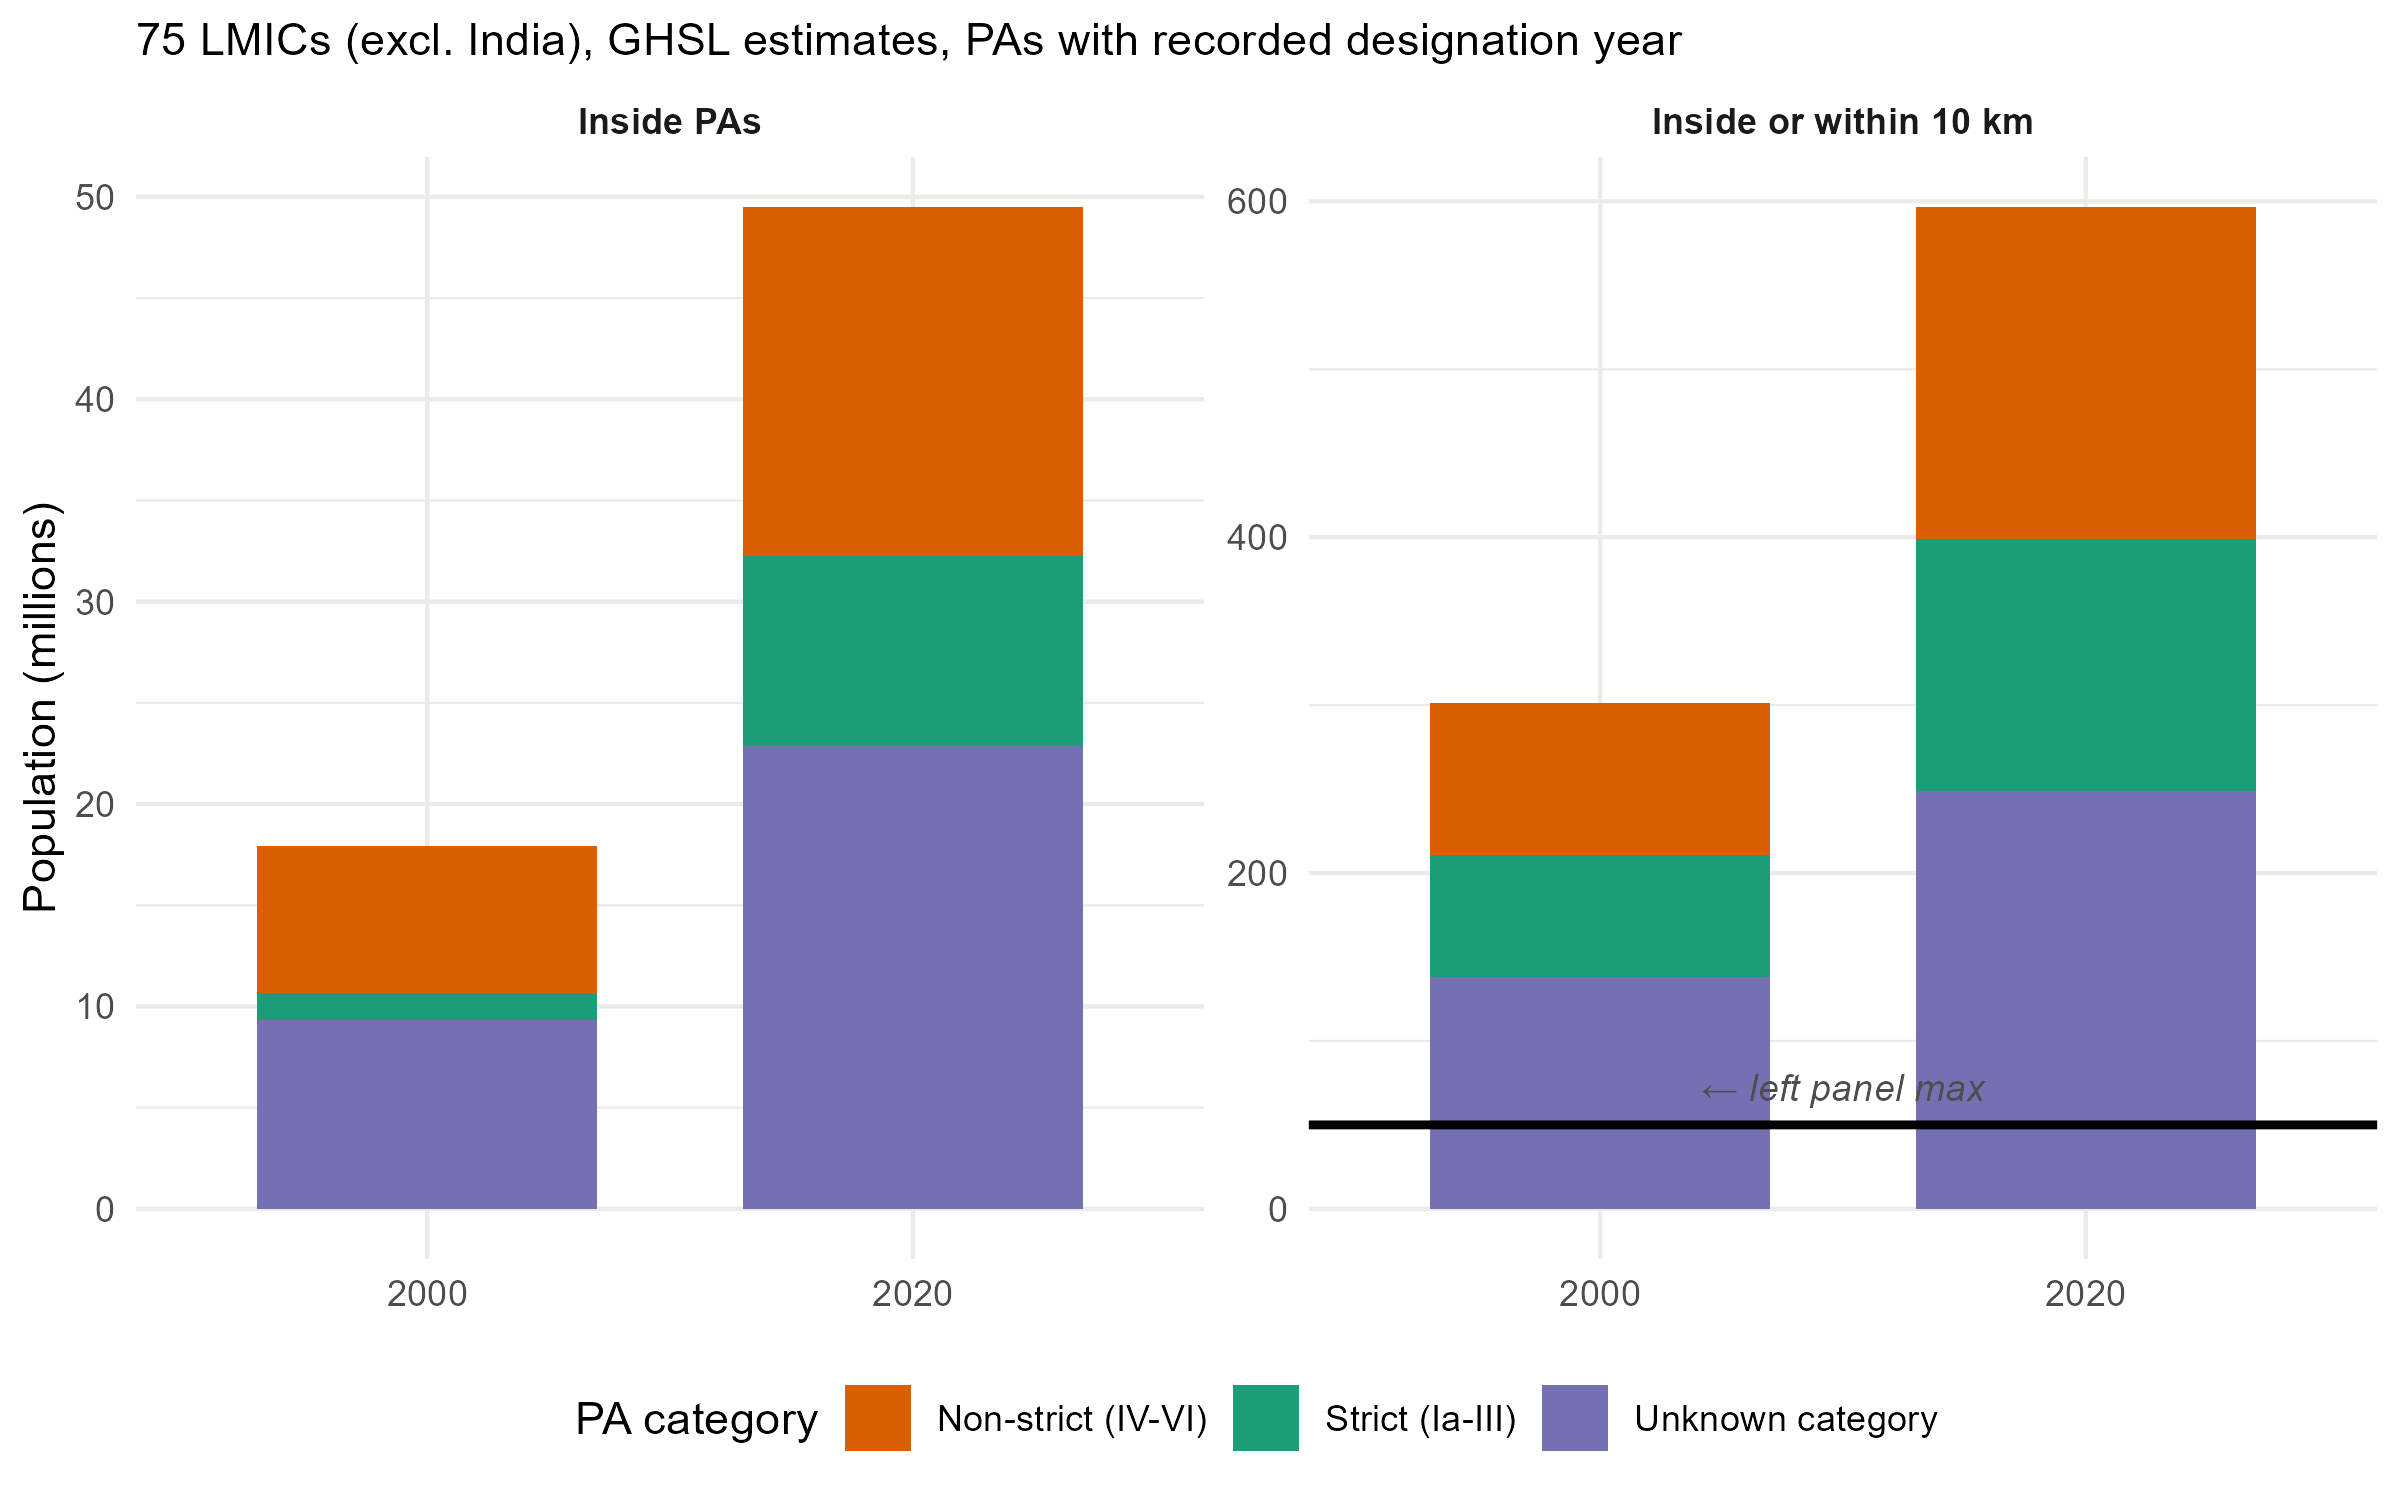 75 LMICs (excl. India), GHSL estimates, PAs with recorded designation year
Inside PAs
Inside or within 10 km
Population (millions)
50
40
30
20
10
0
2000
2020
600
400
200
0
← left panel max
2000
2020
PA category
Non-strict (IV-VI)
Strict (Ia-III)
Unknown category